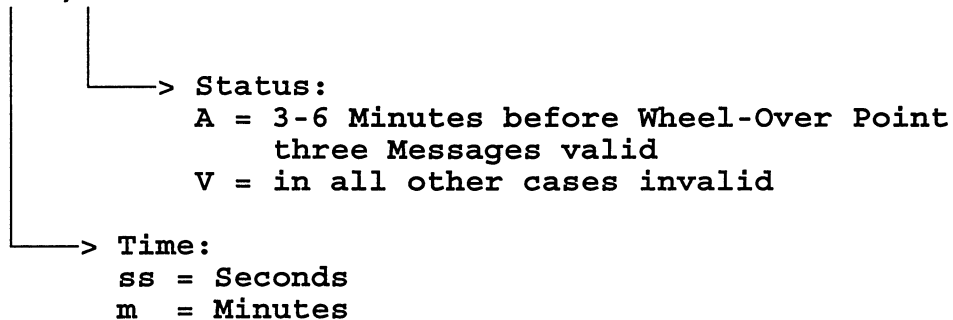 Status:
A = 3-6 Minutes before Wheel-Over Point
three Messages valid
V = in all other cases invalid
Time:
ss = Seconds
m = Minutes